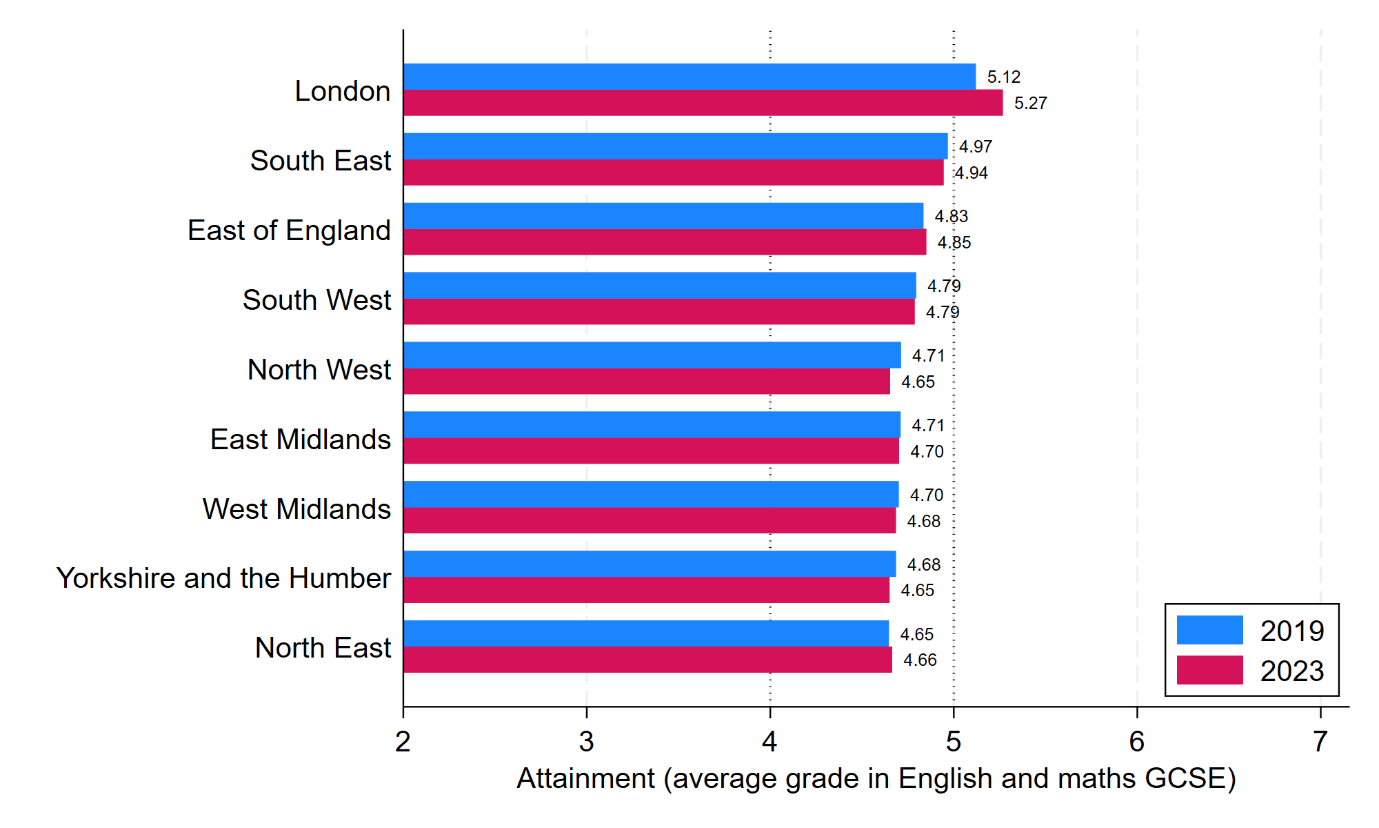 London
5.12
5.27
South East
4.97
4.94
East of England
4.83
4.85
South West
4.79
4.79
North West
4.71
4.65
East Midlands
4.71
4.70
West Midlands
4.70
4.68
Yorkshire and the Humber
4.68
4.65
North East
4.65
4.66
2019
2023
2 3 4 5 6 7
Attainment (average grade in English and maths GCSE)